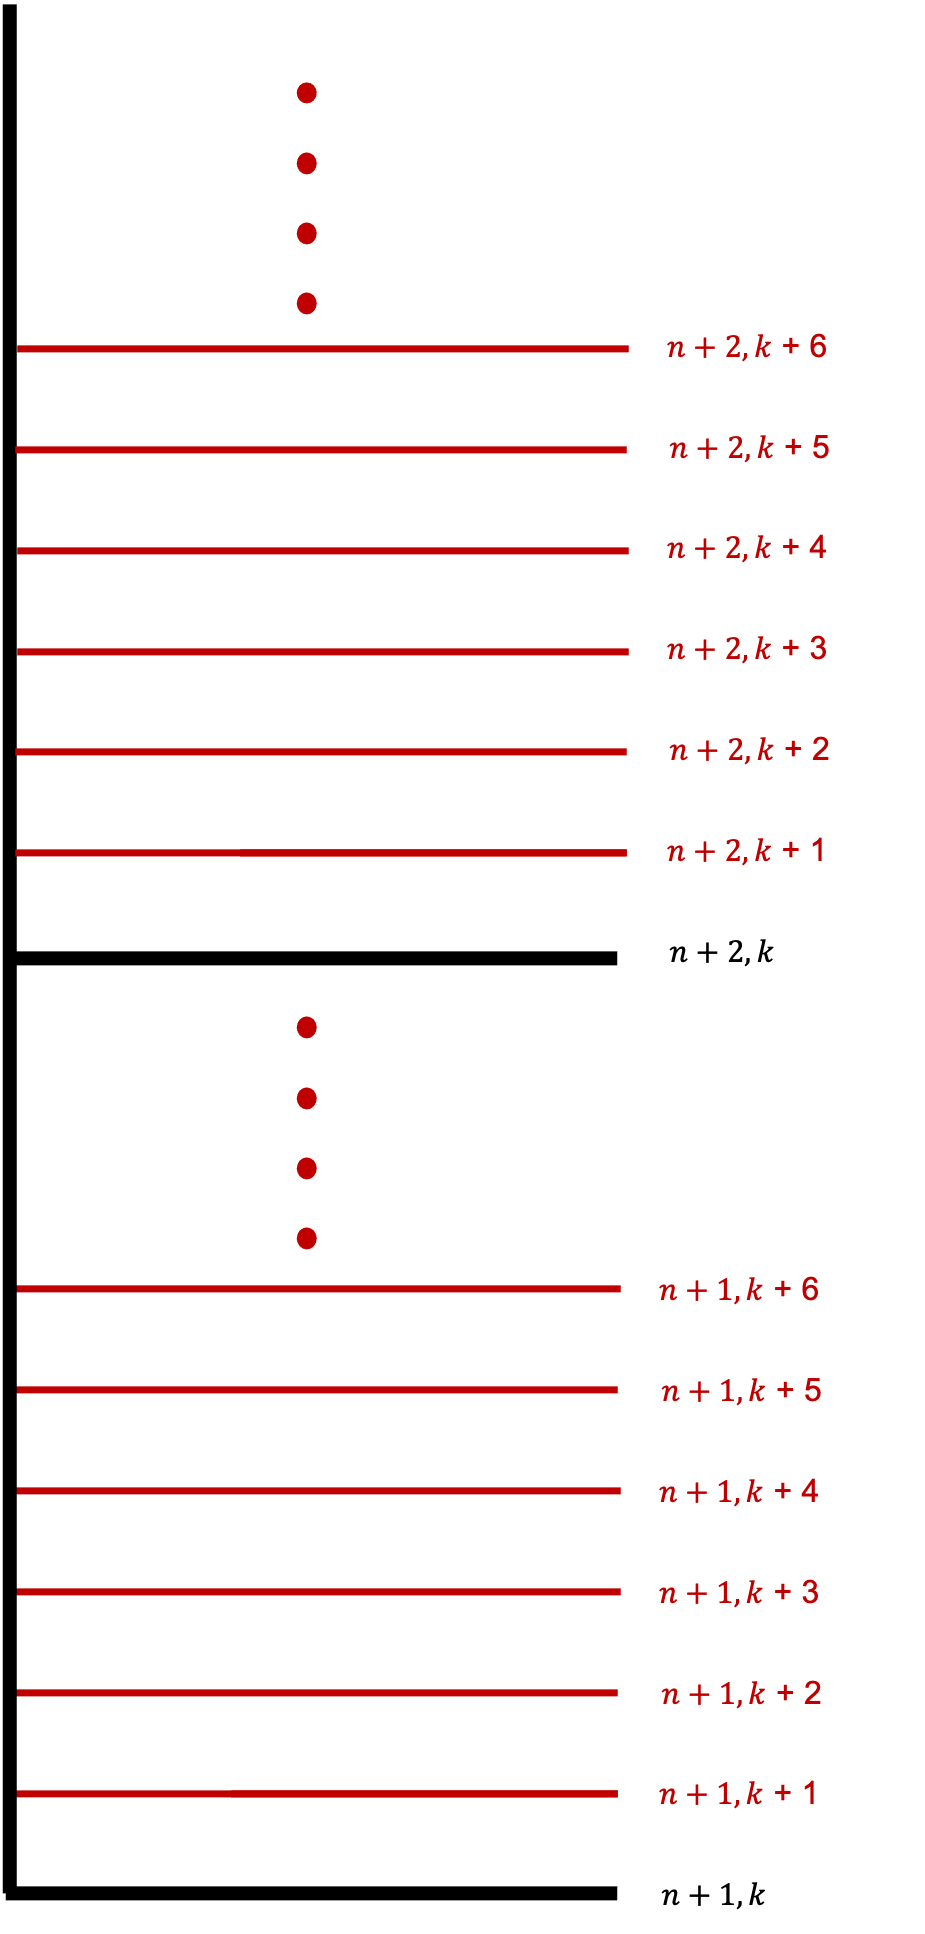 n + 2, k + 6
n + 2, k + 5
n + 2, k + 4
n + 2, k + 3
n + 2, k + 2
n + 2, k + 1
n + 2, k
n + 1, k + 6
n + 1, k + 5
n + 1, k + 4
n + 1, k + 3
n + 1, k + 2
n + 1, k + 1
n + 1, k